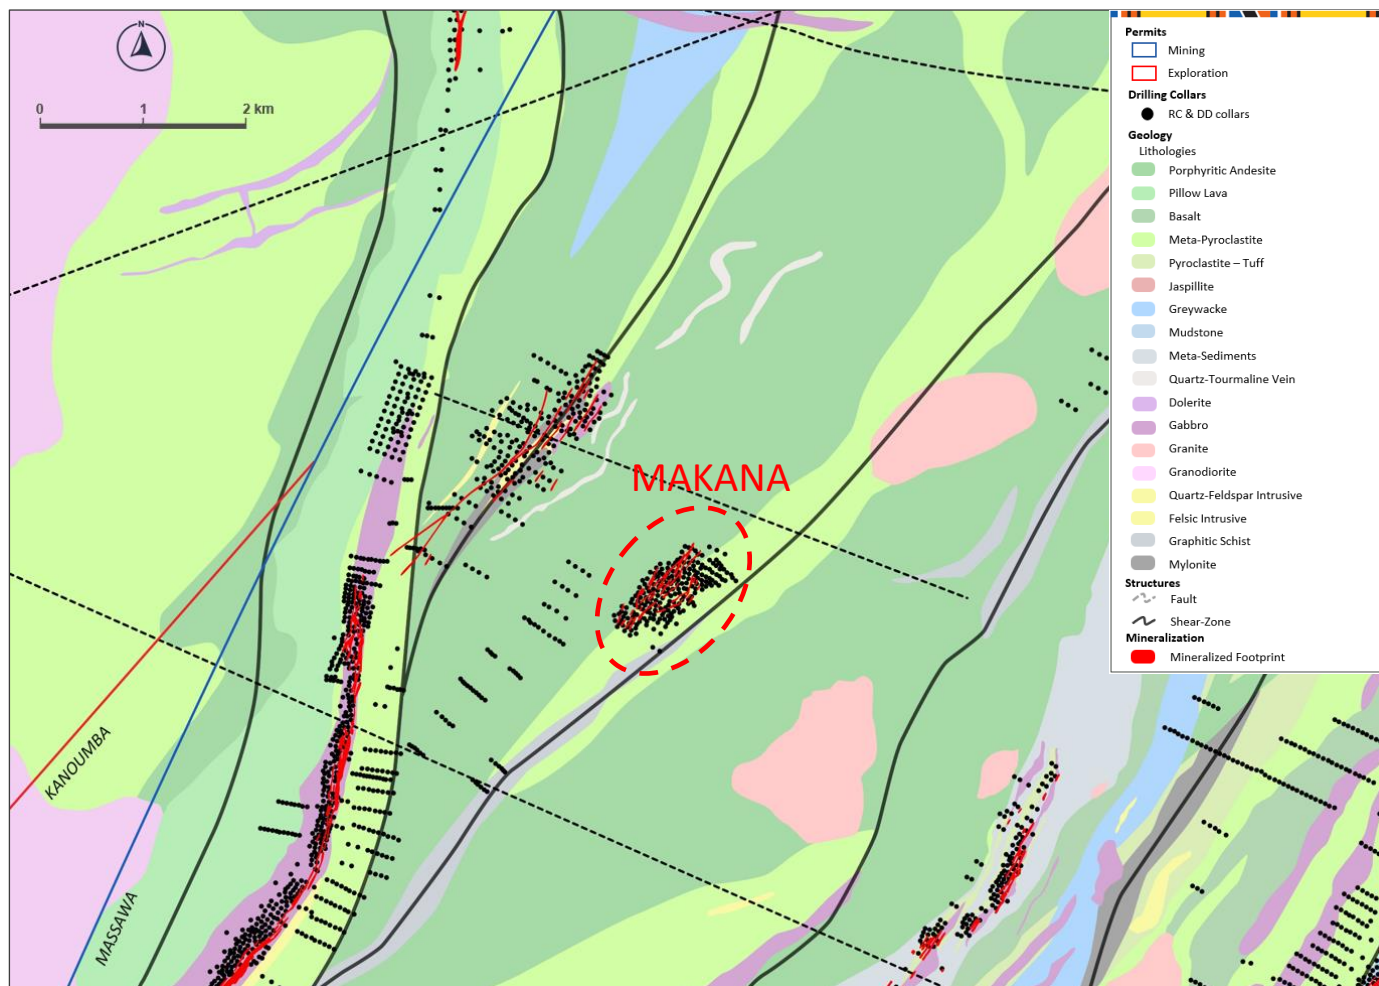 N
0 1 2 km
MAKANA
KANOUMBA
MASSAWA
Permits
Mining
Exploration
Drilling Collars
RC & DD collars
Geology
Lithologies
Porphyritic Andesite
Pillow Lava
Basalt
Meta-Pyroclastite
Pyroclastite – Tuff
Jaspillite
Greywacke
Mudstone
Meta-Sediments
Quartz-Tourmaline Vein
Dolerite
Gabbro
Granite
Granodiorite
Quartz-Feldspar Intrusive
Felsic Intrusive
Graphitic Schist
Mylonite
Structures
Fault
Shear-Zone
Mineralization
Mineralized Footprint